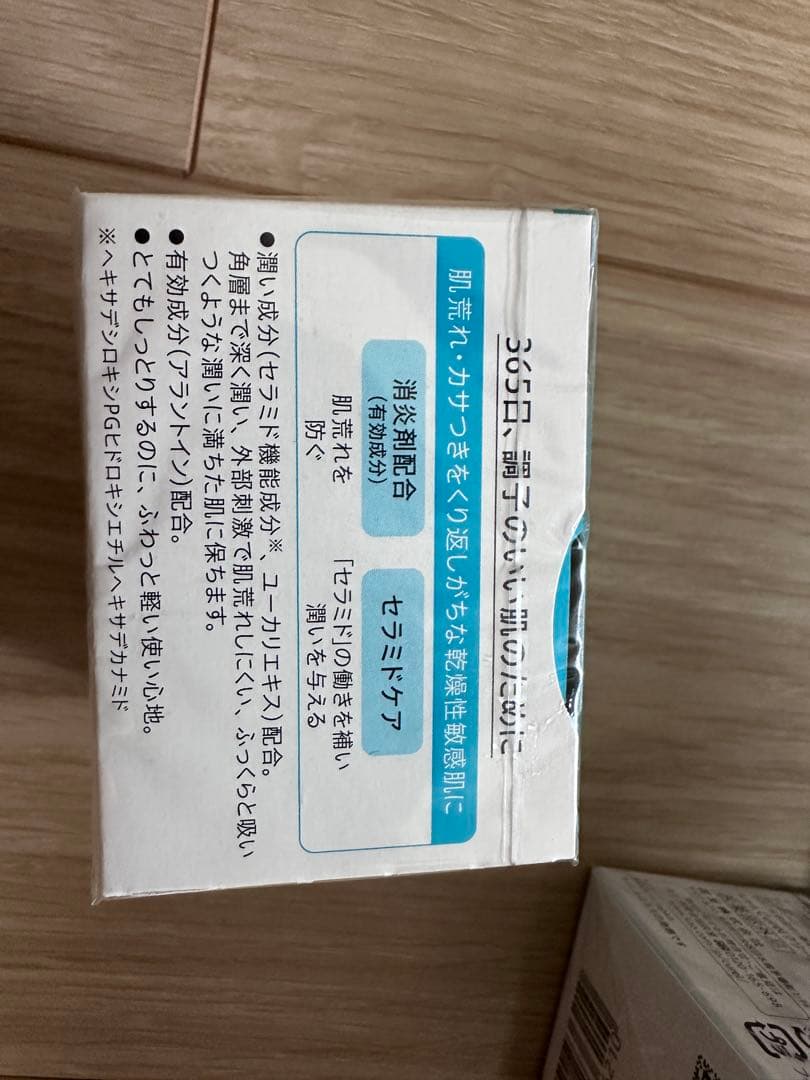 365日、調子のいい肌のために
肌荒れ・カサつきをくり返しがちな乾燥性敏感肌に
消炎剤配合
(有効成分)
肌荒れを
防ぐ
セラミドケア
「セラミド」の働きを補い
潤いを与える
●潤い成分(セラミド機能成分※、ユーカリエキス)配合。
角層まで深く潤い、外部刺激で肌荒れしにくい、ふっくらと吸い
つくような潤いに満ちた肌に保ちます。
●有効成分(アラントイン)配合。
●とてもしっとりするのに、ふわっと軽い使い心地。
※ヘキサデシロキシPGヒドロキシエチルヘキサデカナミド